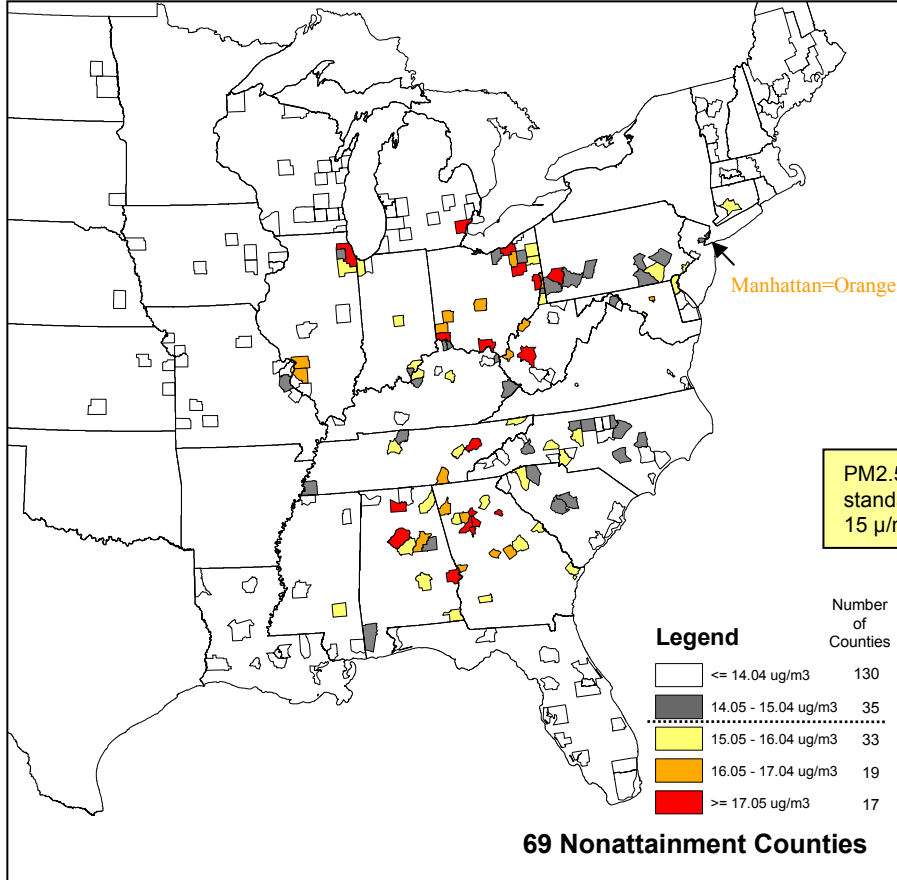 Manhattan=Orange
PM2.5
15
Number
of
Counties
Legend
<= 14.04 ug/m3 130
14.05 - 15.04 ug/m3 35
15.05 - 16.04 ug/m3 33
16.05 - 17.04 ug/m3 19
>= 17.05 ug/m3 17
69 Nonattainment Counties